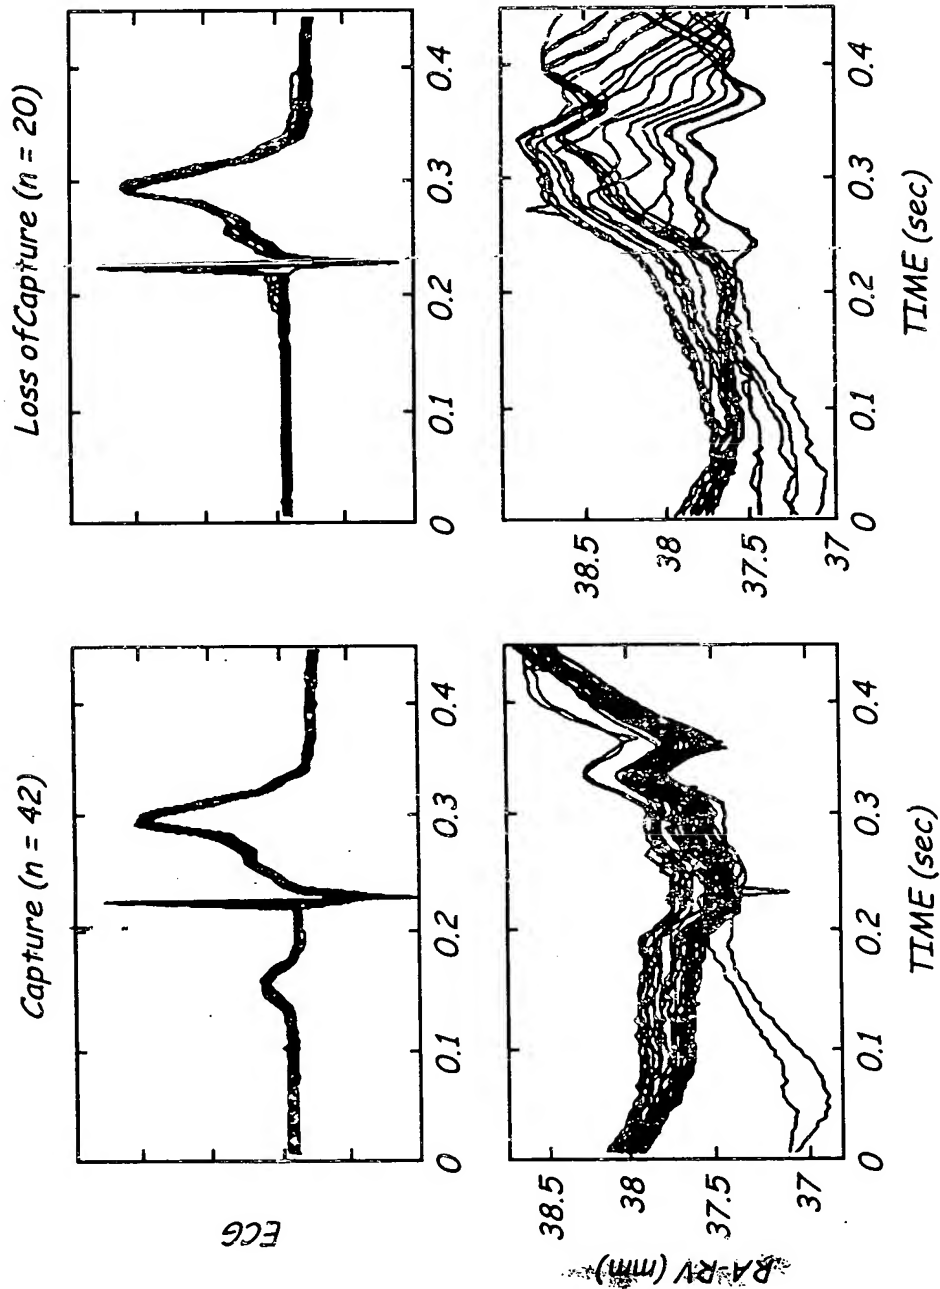 Capture (n = 42)
Loss of Capture (n = 20)
ECG
0 0.1 0.2 0.3 0.4
0 0.1 0.2 0.3 0.4
RA-RV (mm)
38.5
38
37.5
37
38.5
38
37.5
37
0 0.1 0.2 0.3 0.4
0 0.1 0.2 0.3 0.4
TIME (sec)
TIME (sec)